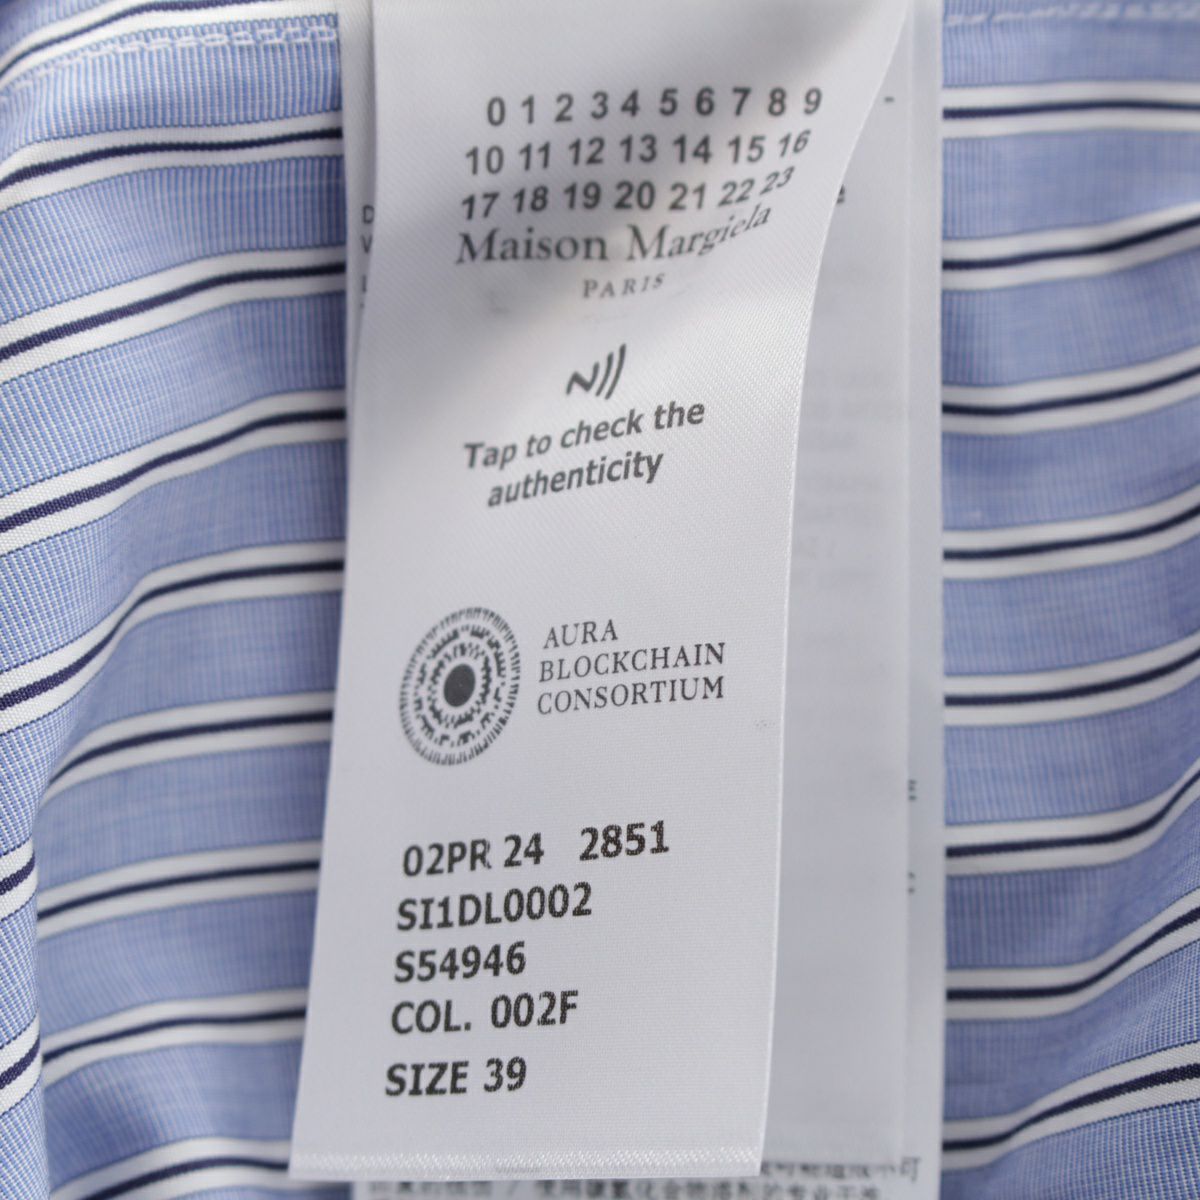 0 1 2 3 4 5 6 7 8 9
10 11 12 13 14 15 16
17 18 19 20 21 22 23
Maison Margiela
PARIS
Tap to check the
authenticity
AURA
BLOCKCHAIN
CONSORTIUM
02PR 24 2851
SI1DL0002
S54946
COL. 002F
SIZE 39